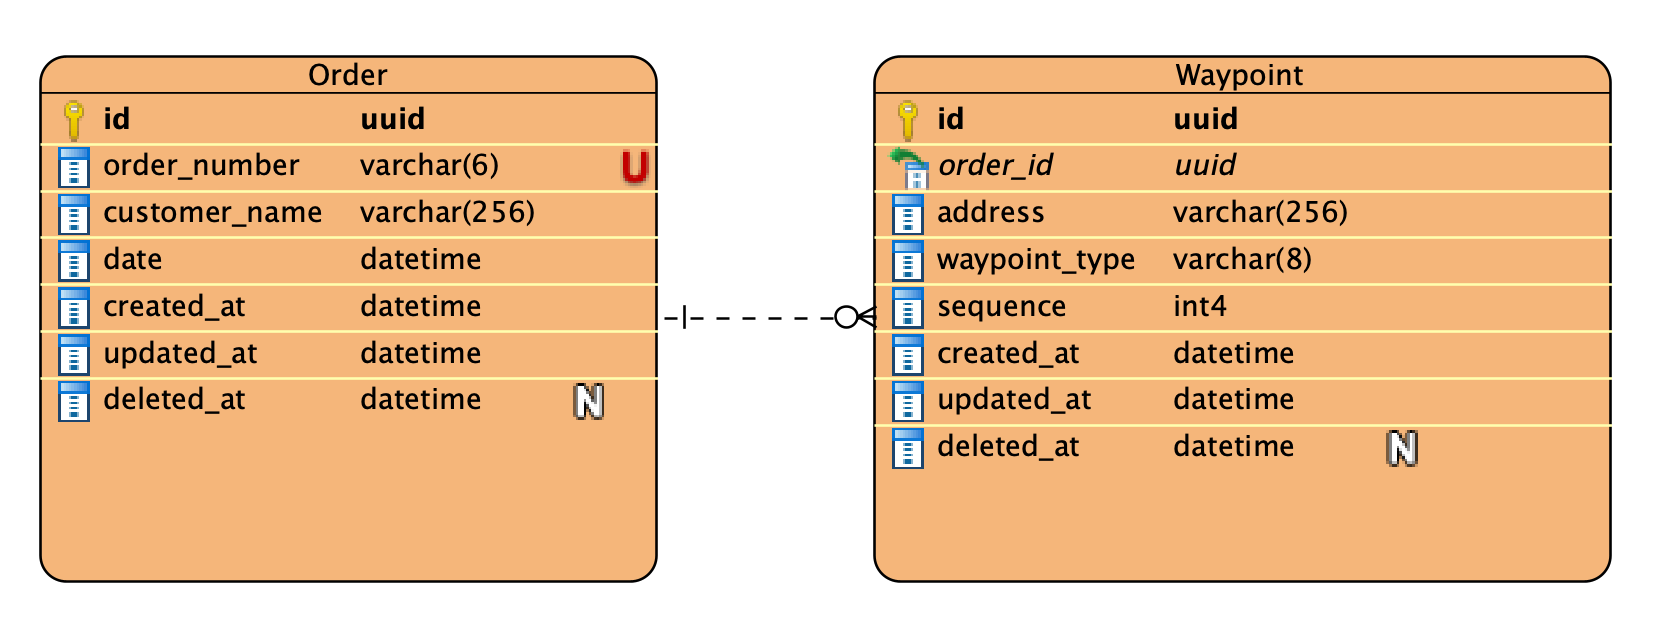 Order
id uuid
order_number varchar(6) U
customer_name varchar(256)
date datetime
created_at datetime
updated_at datetime
deleted_at datetime N
Waypoint
id uuid
order_id uuid
address varchar(256)
waypoint_type varchar(8)
sequence int4
created_at datetime
updated_at datetime
deleted_at datetime N